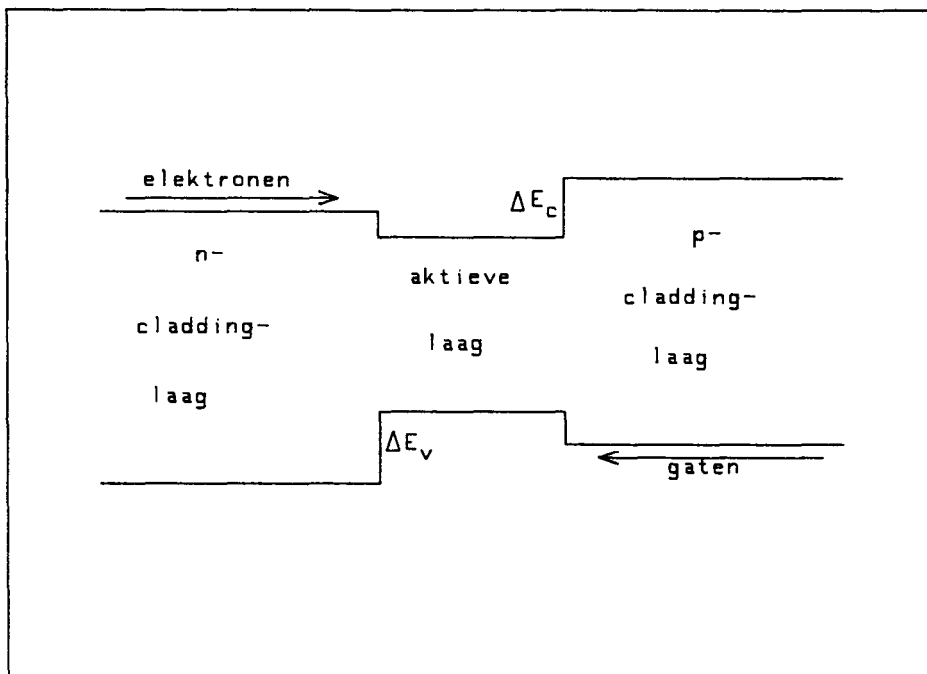 elektronen
ΔE_c
n-
cladding-
laag
aktieve
laag
p-
cladding-
laag
ΔE_v
gaten